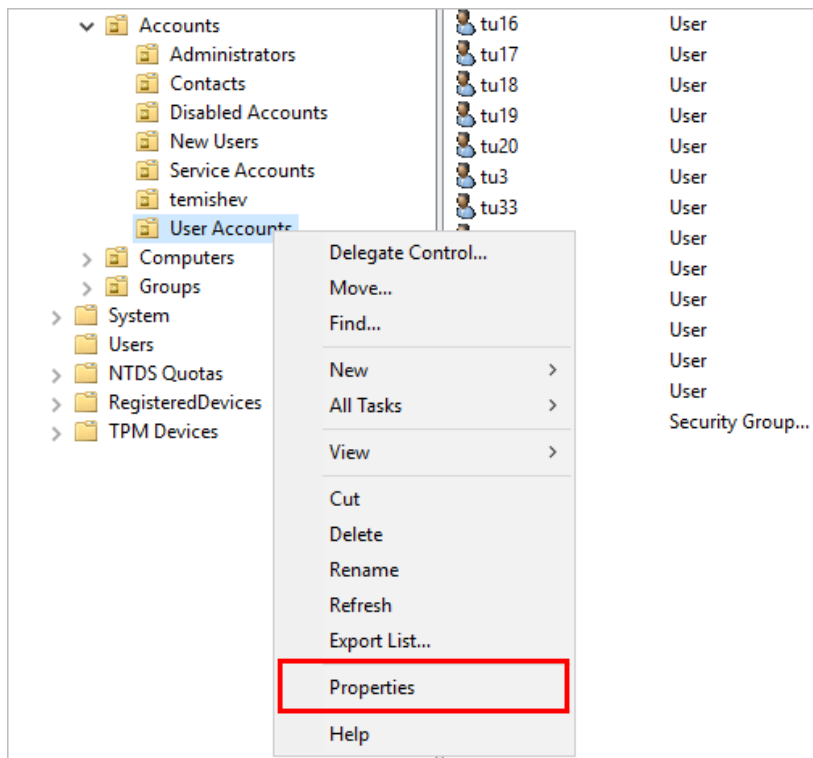 Accounts
Administrators
Contacts
Disabled Accounts
New Users
Service Accounts
temishev
User Accounts
Computers
Groups
System
Users
NTDS Quotas
RegisteredDevices
TPM Devices
tu16 User
tu17 User
tu18 User
tu19 User
tu20 User
tu3 User
tu33 User
User
User
User
User
User
User
Security Group...
Delegate Control...
Move...
Find...
New
All Tasks
View
Cut
Delete
Rename
Refresh
Export List...
Properties
Help